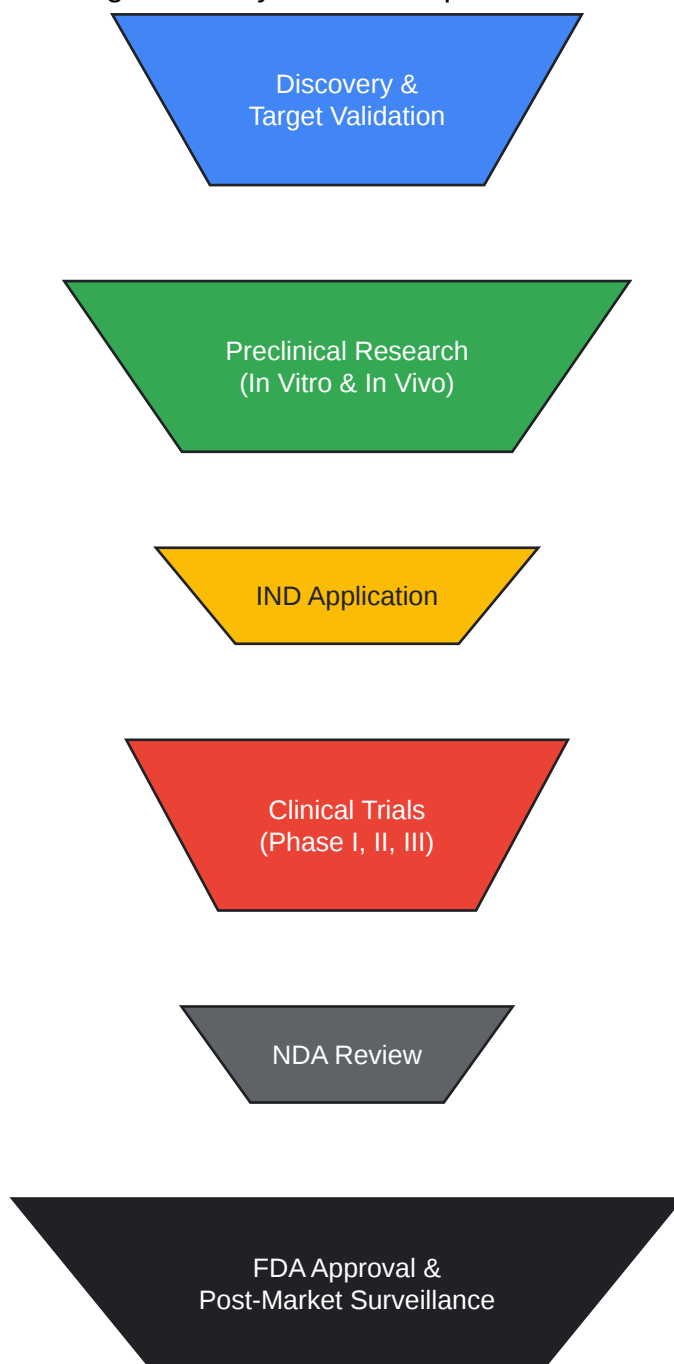 Discovery &
Target Validation
Preclinical Research
(In Vitro & In Vivo)
IND Application
Clinical Trials
(Phase I, II, III)
NDA Review
FDA Approval &
Post-Market Surveillance